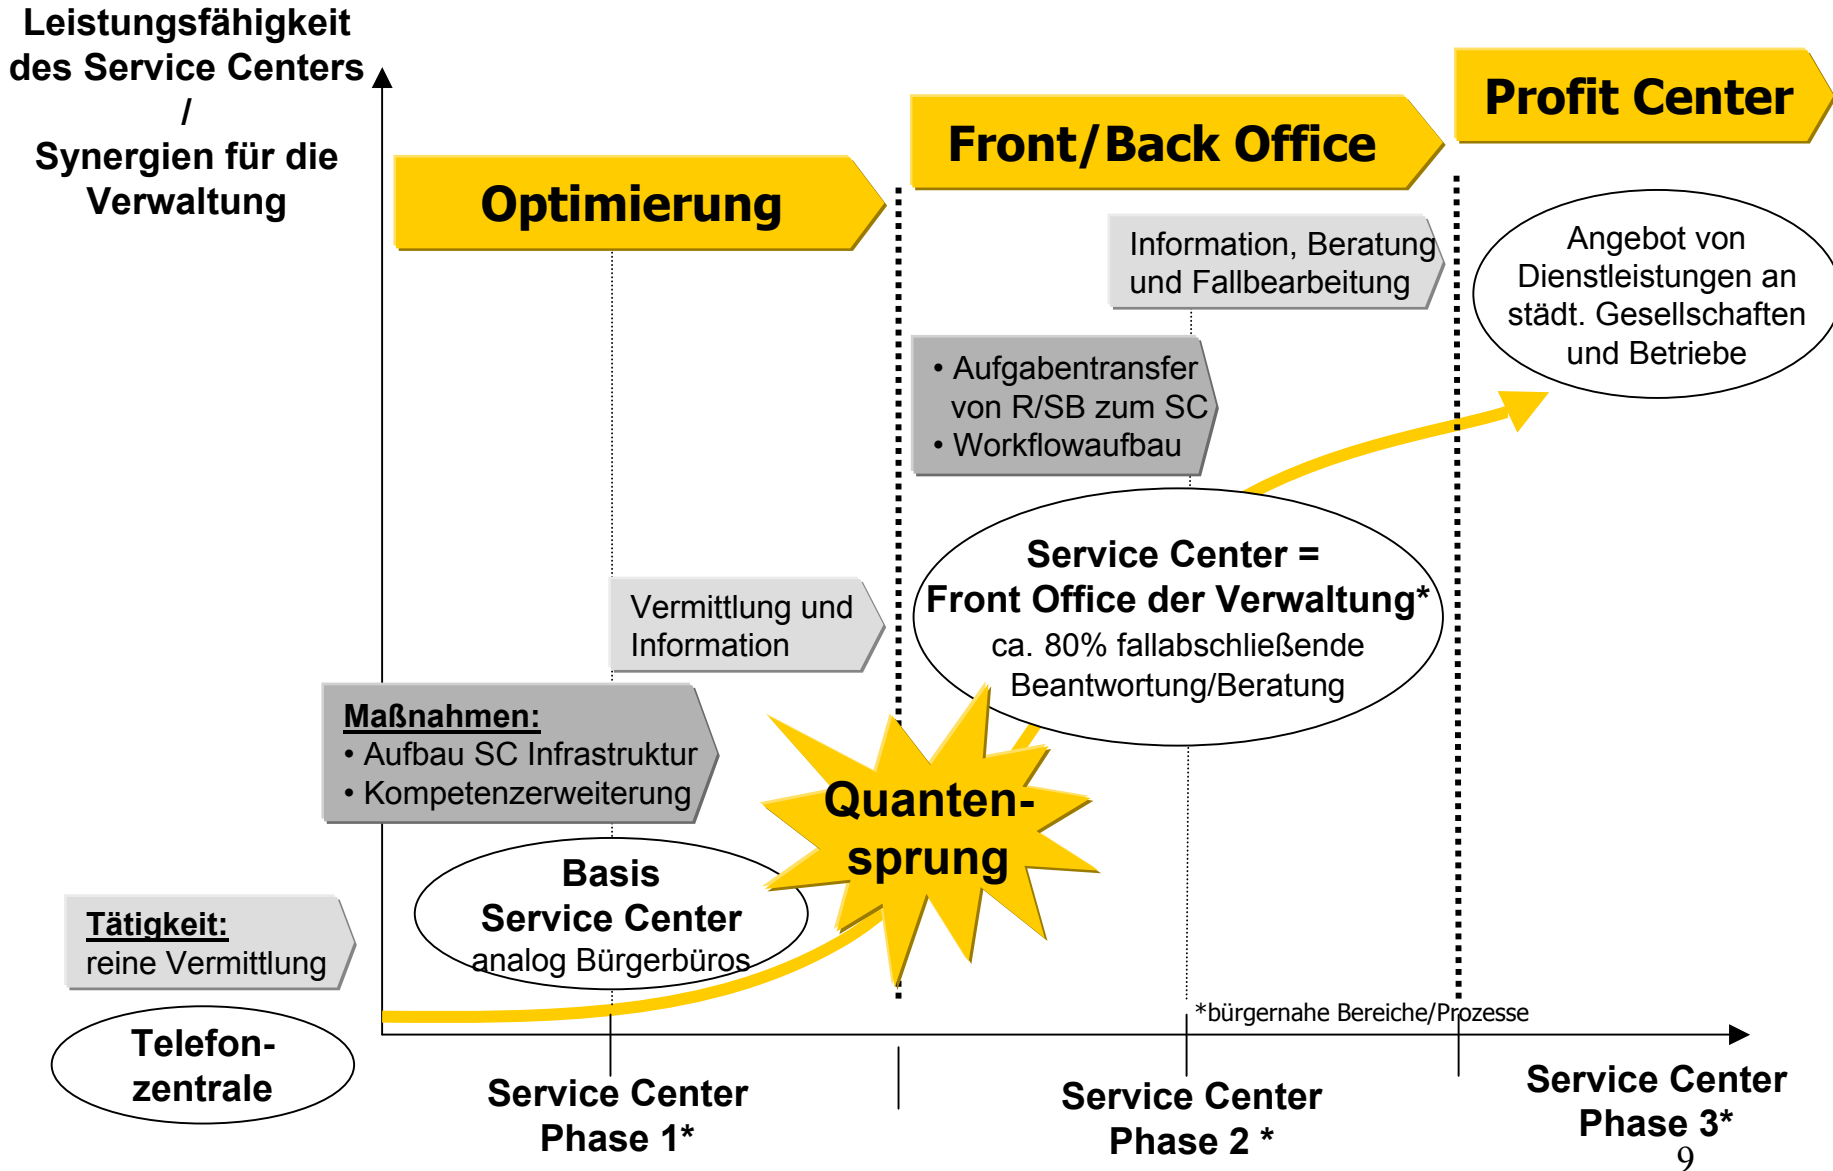 Leistungsfähigkeit
des Service Centers
/
Synergien für die
Verwaltung
Optimierung
Front/Back Office
Profit Center
Information, Beratung
und Fallbearbeitung
Angebot von
Dienstleistungen an
städt. Gesellschaften
und Betriebe
• Aufgabentransfer
von R/SB zum SC
• Workflowaufbau
Service Center =
Front Office der Verwaltung*
ca. 80% fallabschließende
Beantwortung/Beratung
Vermittlung und
Information
Maßnahmen:
• Aufbau SC Infrastruktur
• Kompetenzerweiterung
Quanten-
sprung
Basis
Service Center
analog Bürgerbüros
Tätigkeit:
reine Vermittlung
Telefon-
zentrale
*bürgernahe Bereiche/Prozesse
Service Center
Phase 1*
Service Center
Phase 2 *
Service Center
Phase 3*
9